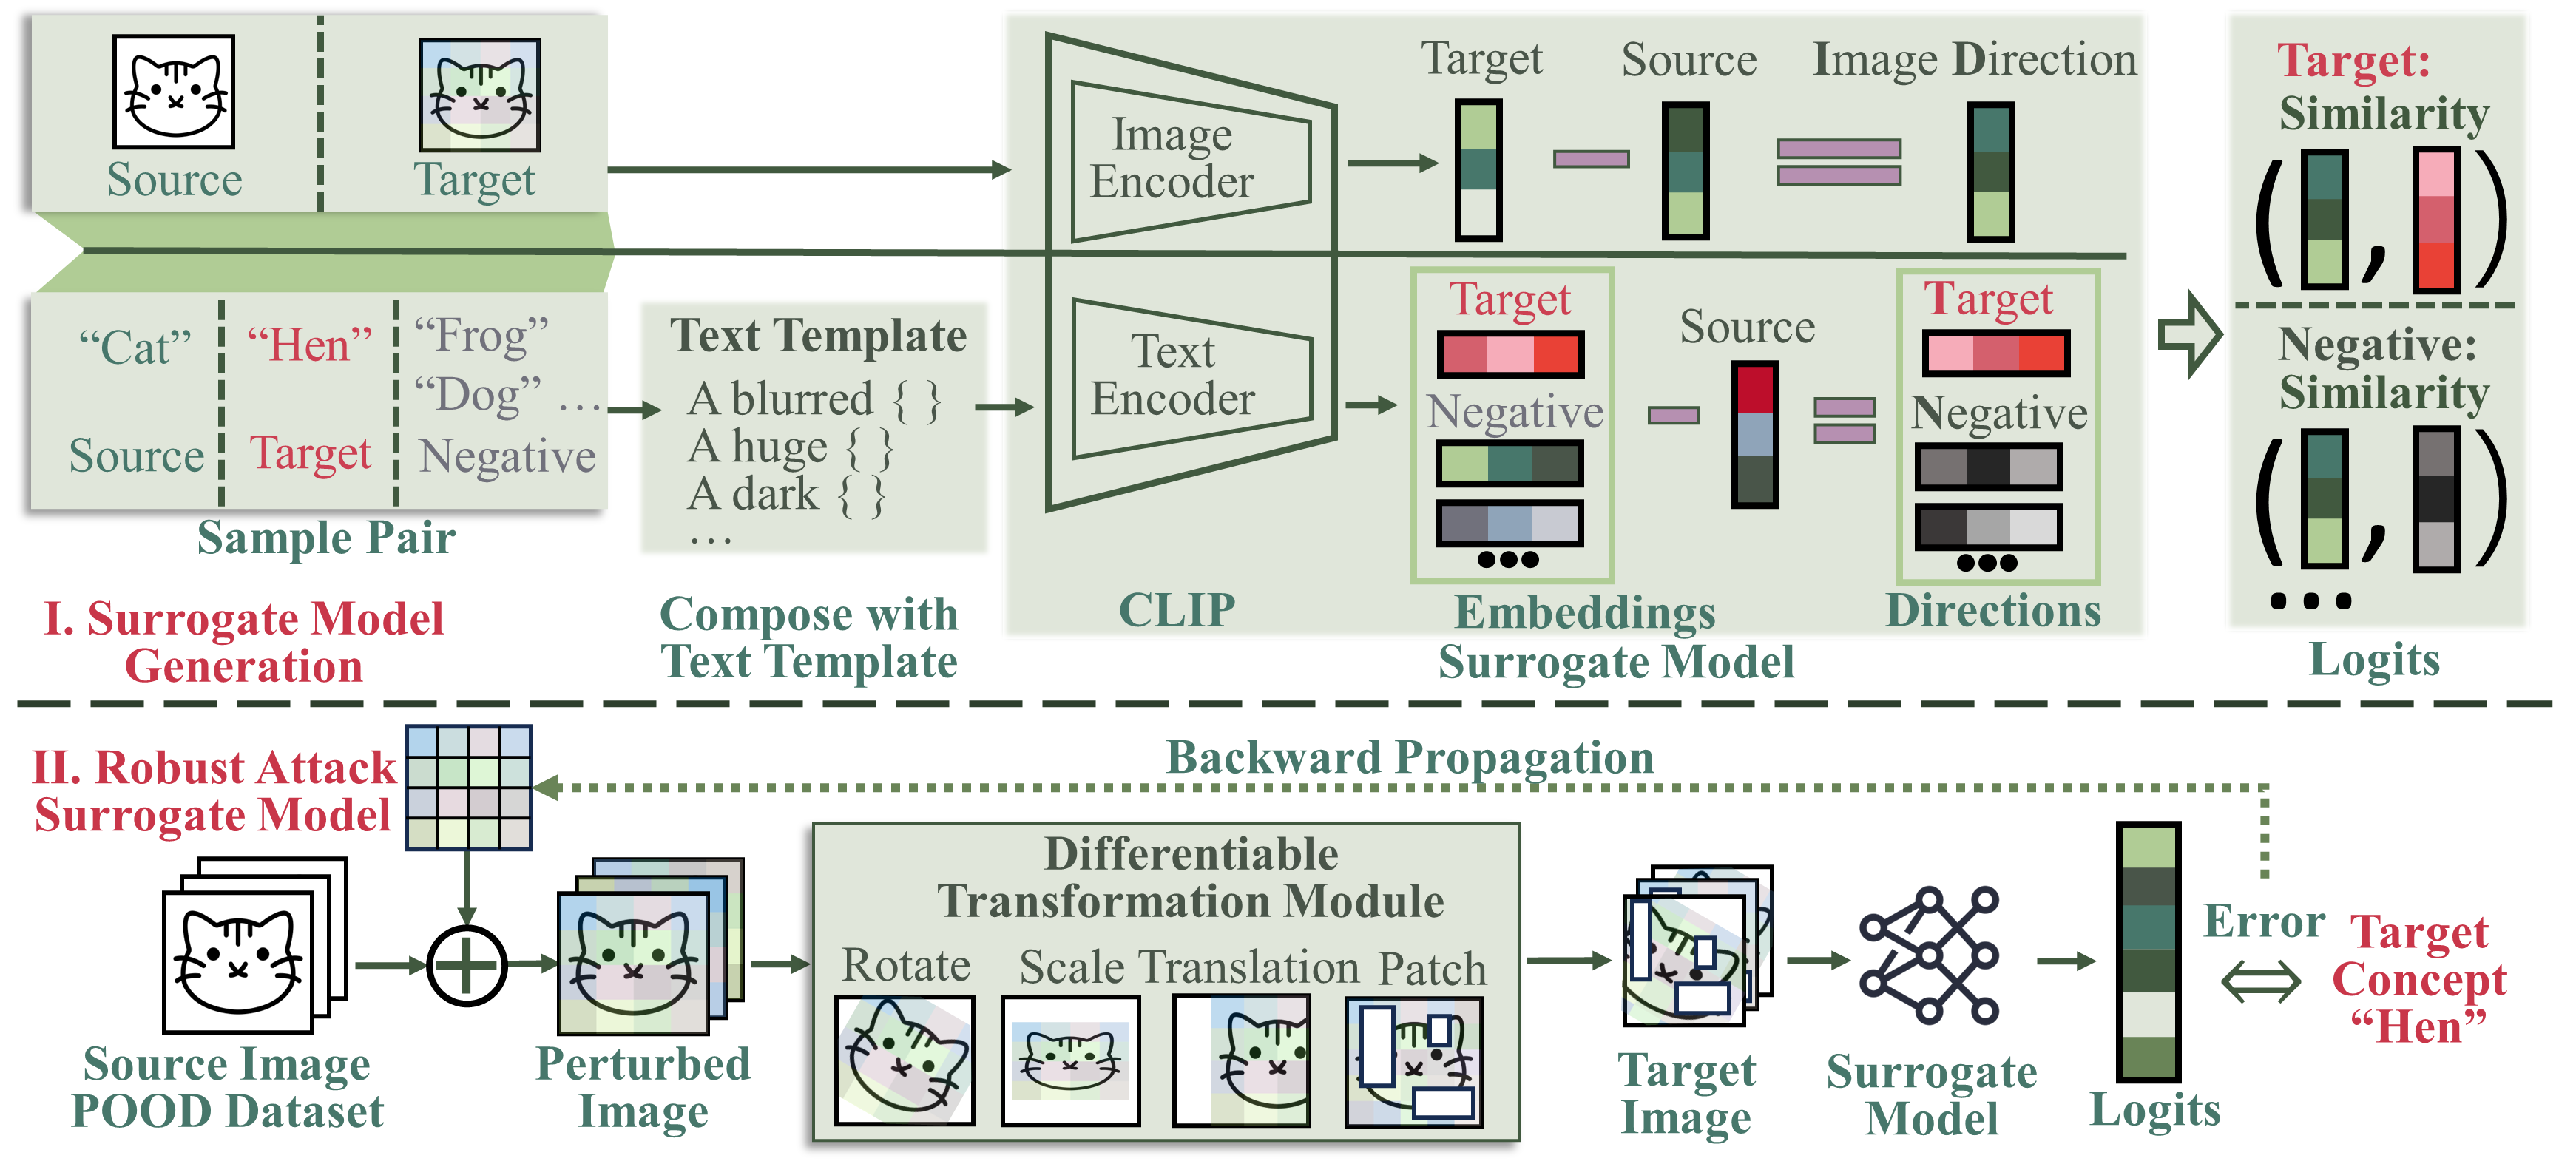 Source
Target
"Cat"
"Hen"
"Frog"
"Dog" ...
Source
Target
Negative
Sample Pair
I. Surrogate Model
Generation
Text Template
A blurred { }
A huge { }
A dark { }
...
Compose with
Text Template
Image
Encoder
Text
Encoder
CLIP
Target
Source
Image Direction
Target
Negative
Source
Target
Negative
Embeddings
Directions
Surrogate Model
Target:
Similarity
( , )
Negative:
Similarity
( , )
...
Logits
II. Robust Attack
Surrogate Model
Backward Propagation
Source Image
POOD Dataset
Perturbed
Image
Differentiable
Transformation Module
Rotate
Scale
Translation
Patch
Target
Image
Surrogate
Model
Logits
Error
Target
Concept
"Hen"